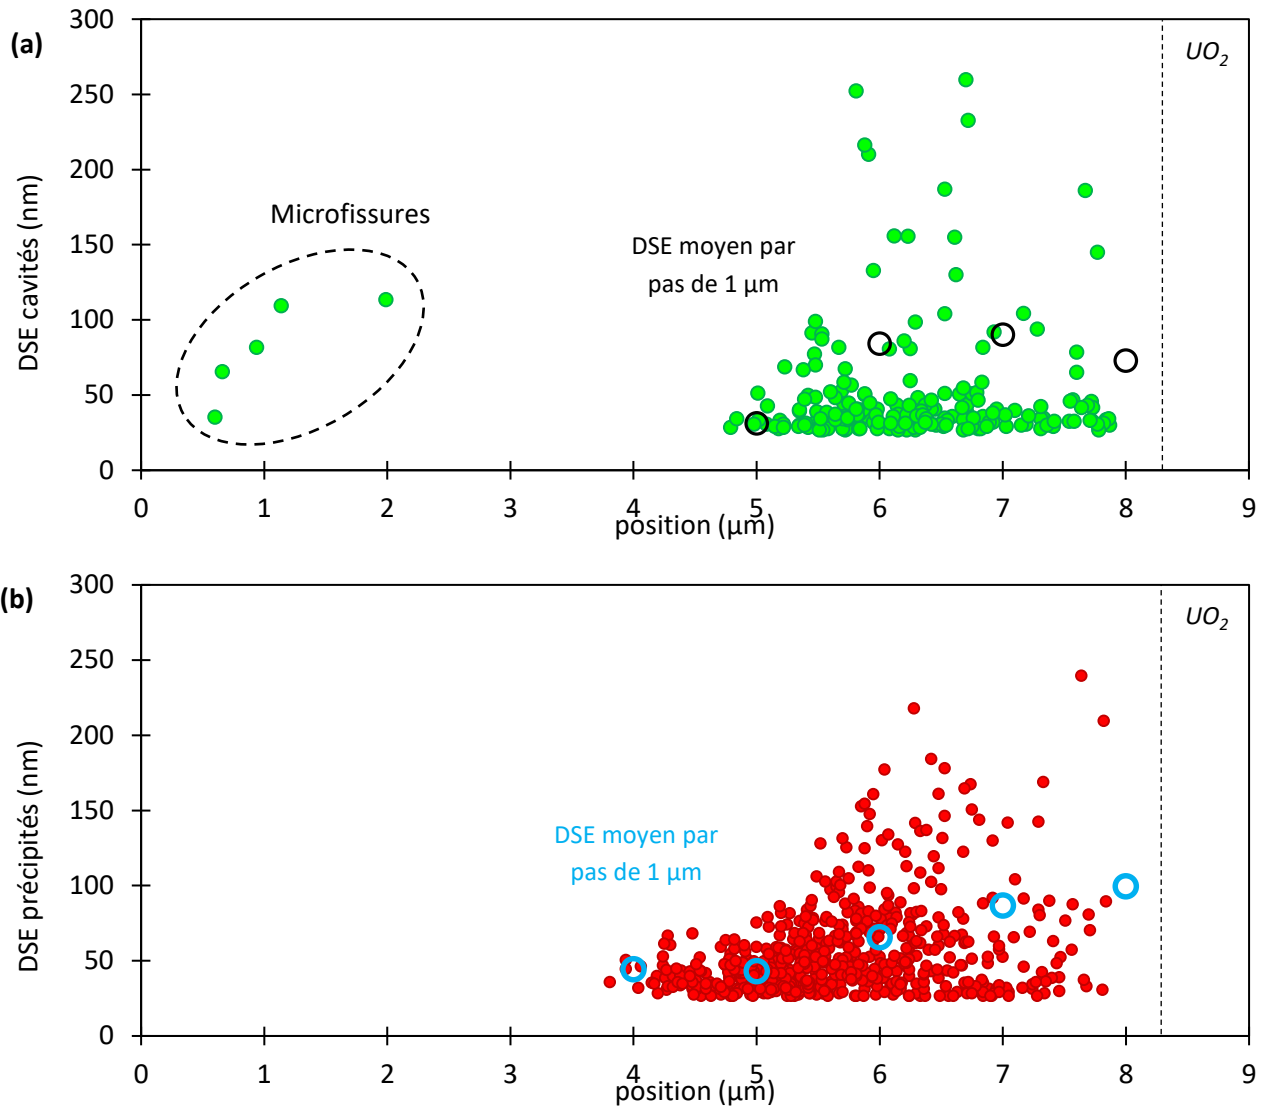 (a)
300
250
200
150
100
50
0
DSE cavités (nm)
UO2
Microfissures
DSE moyen par
pas de 1 µm
0 1 2 3 4 5 6 7 8 9
position (µm)
(b)
300
250
200
150
100
50
0
DSE précipités (nm)
UO2
DSE moyen par
pas de 1 µm
0 1 2 3 4 5 6 7 8 9
position (µm)